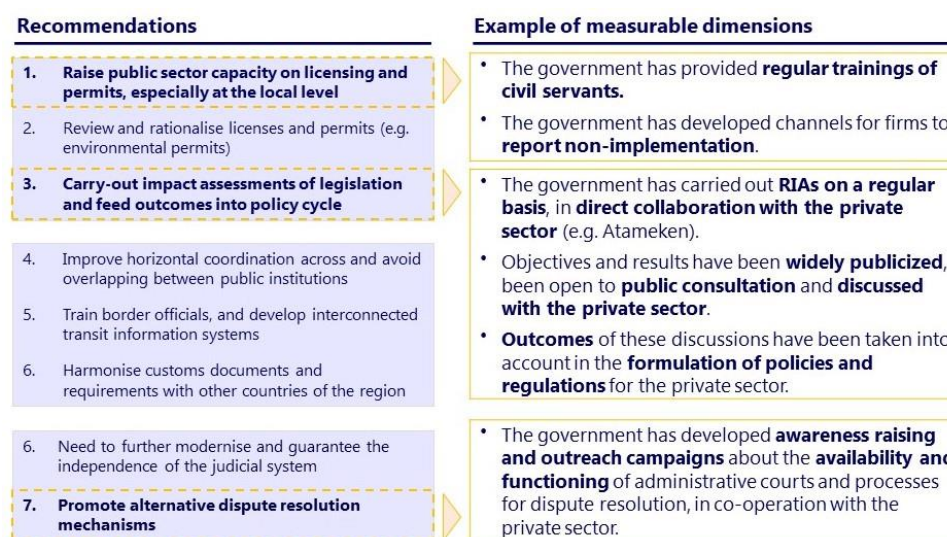 Recommendations
1. Raise public sector capacity on licensing and
permits, especially at the local level
2. Review and rationalise licenses and permits (e.g.
environmental permits)
3. Carry-out impact assessments of legislation
and feed outcomes into policy cycle
4. Improve horizontal coordination across and avoid
overlapping between public institutions
5. Train border officials, and develop interconnected
transit information systems
6. Harmonise customs documents and
requirements with other countries of the region
6. Need to further modernise and guarantee the
independence of the judicial system
7. Promote alternative dispute resolution
mechanisms
Example of measurable dimensions
• The government has provided regular trainings of
civil servants.
• The government has developed channels for firms to
report non-implementation.
• The government has carried out RIAs on a regular
basis, in direct collaboration with the private
sector (e.g. Atameken).
• Objectives and results have been widely publicized,
been open to public consultation and discussed
with the private sector.
• Outcomes of these discussions have been taken into
account in the formulation of policies and
regulations for the private sector.
• The government has developed awareness raising
and outreach campaigns about the availability and
functioning of administrative courts and processes
for dispute resolution, in co-operation with the
private sector.